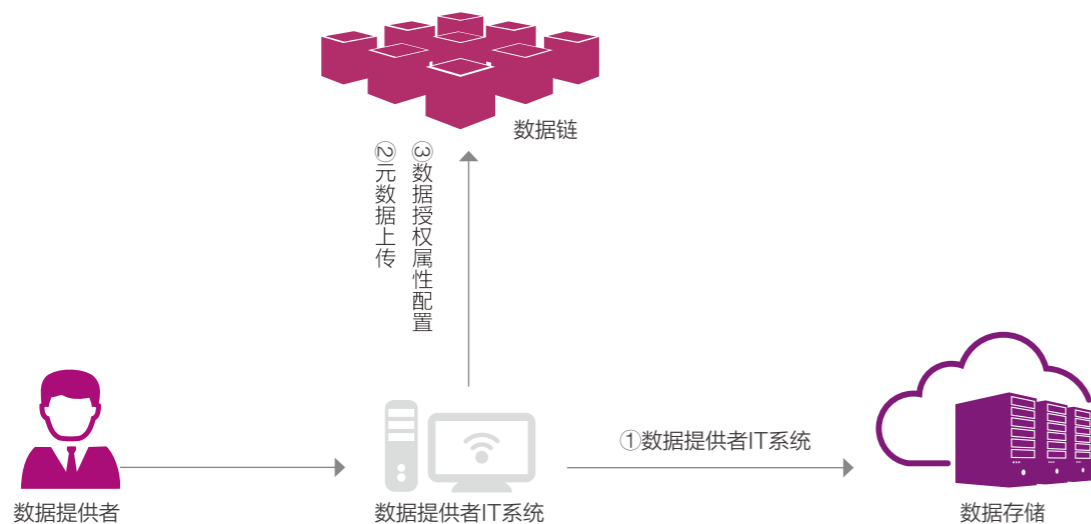 数据链
②元数据上传
③数据授权属性配置
①数据提供者IT系统
数据提供者
数据提供者IT系统
数据存储